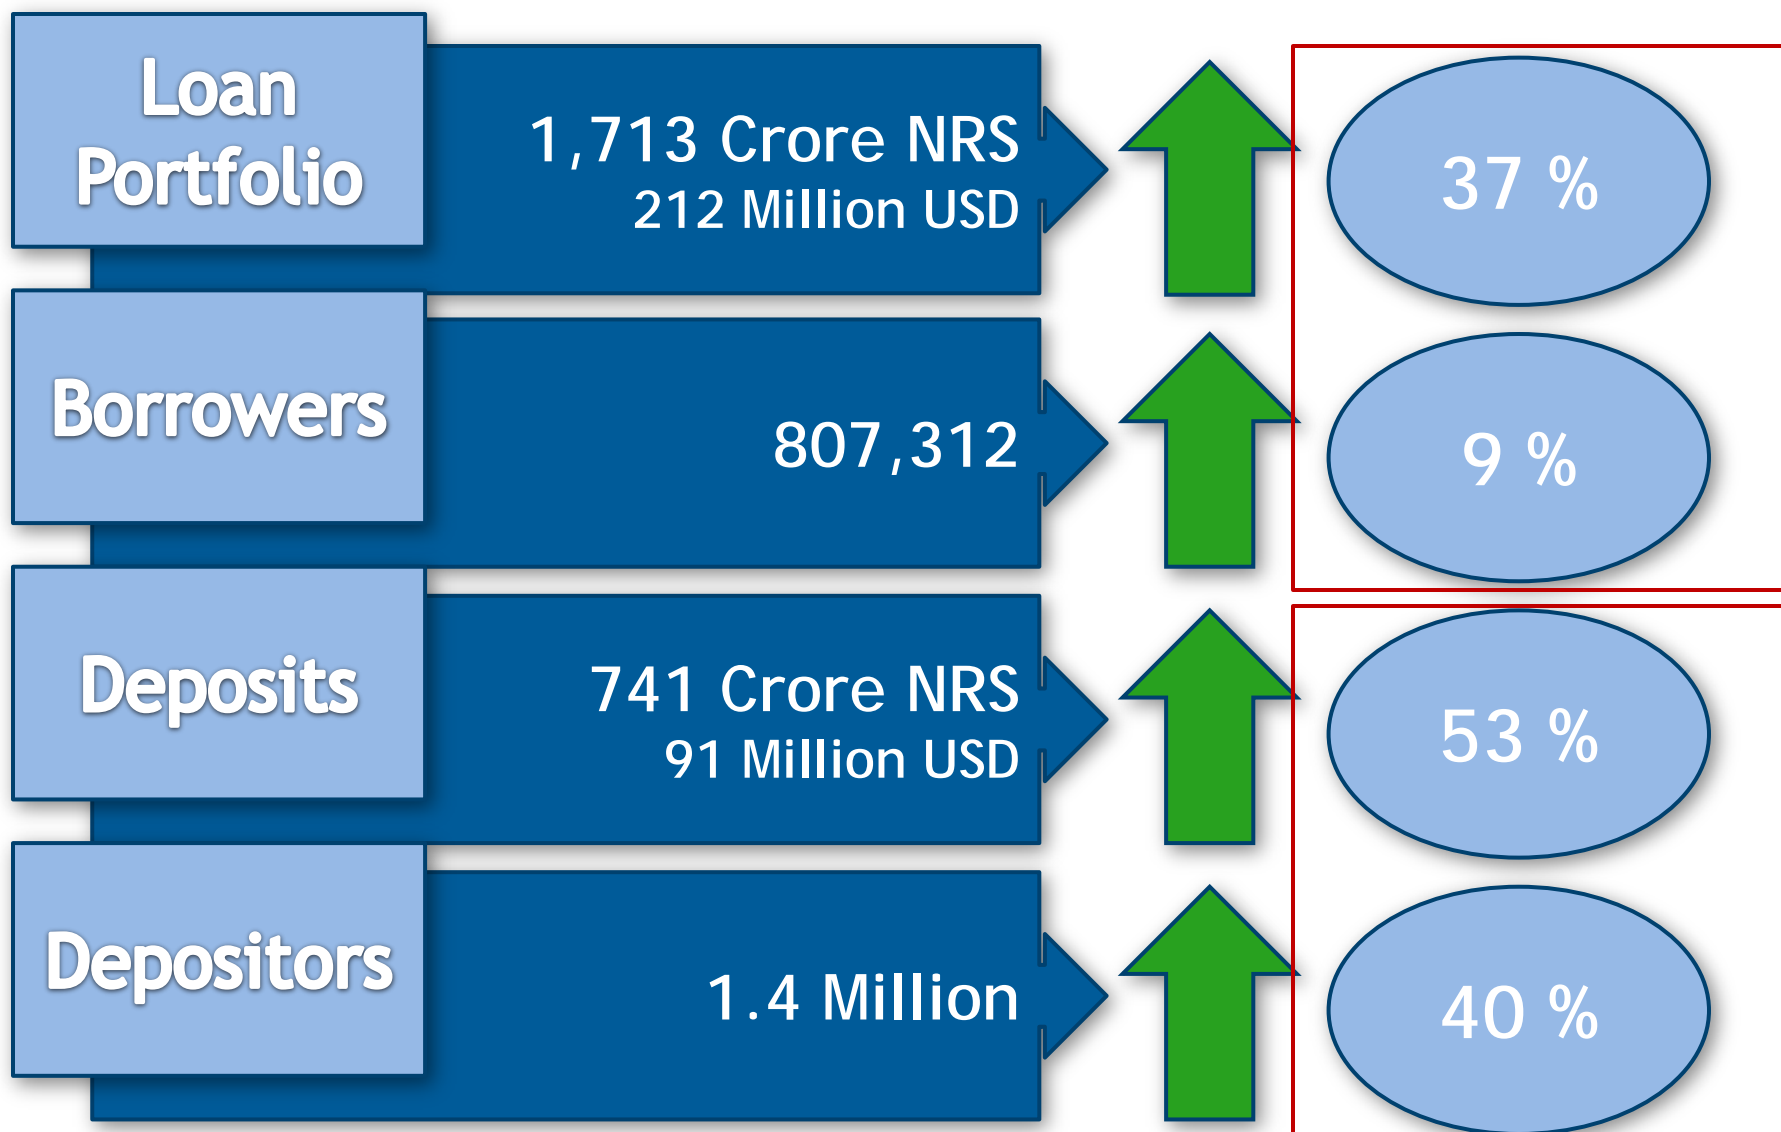 Loan
Portfolio
1,713 Crore NRS
212 Million USD
37 %
Borrowers
807,312
9 %
Deposits
741 Crore NRS
91 Million USD
53 %
Depositors
1.4 Million
40 %